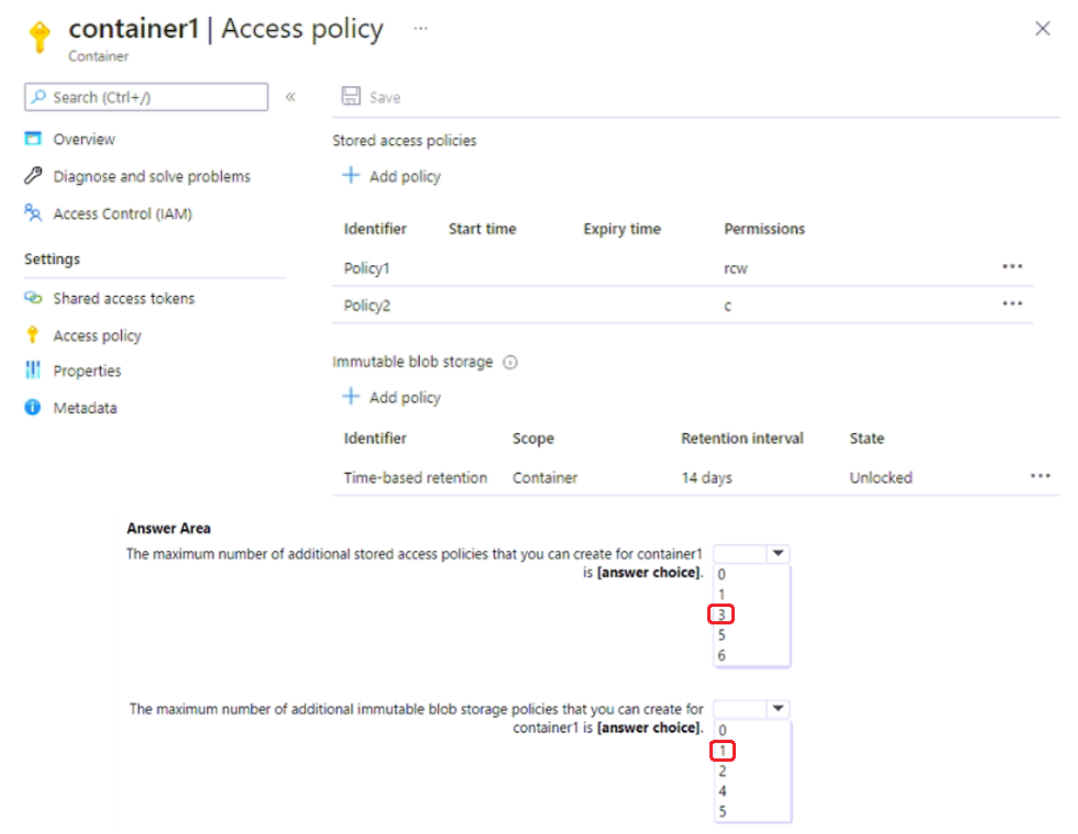 container1 | Access policy ...
Container
Search (Ctrl+/)
«
Save
Overview
Diagnose and solve problems
Access Control (IAM)
Settings
Shared access tokens
Access policy
Properties
Metadata
Stored access policies
+ Add policy
Identifier Start time Expiry time Permissions
Policy1 rcw ...
Policy2 c ...
Immutable blob storage
+ Add policy
Identifier Scope Retention interval State
Time-based retention Container 14 days Unlocked ...
Answer Area
The maximum number of additional stored access policies that you can create for container1
is [answer choice].
0
1
3
5
6
The maximum number of additional immutable blob storage policies that you can create for
container1 is [answer choice].
0
1
2
4
5